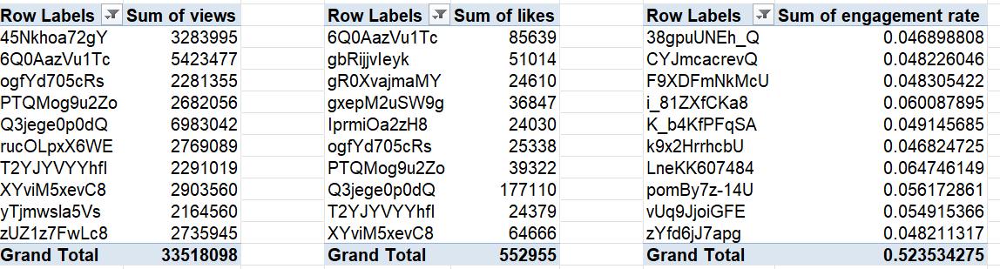 Row Labels Sum of views Row Labels Sum of likes Row Labels Sum of engagement rate
45Nkhoa72gY 3283995 6Q0AazVu1Tc 85639 38gpuUNEh_Q 0.046898808
6Q0AazVu1Tc 5423477 gbRijjvIeyk 51014 CYJmcacrevQ 0.048226046
ogfYd705cRs 2281355 gR0XvajmaMY 24610 F9XDFmNkMcU 0.048305422
PTQMog9u2Zo 2682056 gxepM2uSW9g 36847 i_81ZXfCKa8 0.060087895
Q3jege0p0dQ 6983042 IprmiOa2zH8 24030 K_b4KfPFqSA 0.049145685
rucOLpxX6WE 2769089 ogfYd705cRs 25338 k9x2HrrhcbU 0.046824725
T2YJYVYYhfI 2291019 PTQMog9u2Zo 39322 LneKK607484 0.064746149
XYviM5xevC8 2903560 Q3jege0p0dQ 177110 pomBy7z-14U 0.056172861
yTjmwsla5Vs 2164560 T2YJYVYYhfI 24379 vUq9JjoiGFE 0.054915366
zUZ1z7FwLc8 2735945 XYviM5xevC8 64666 zYfd6jJ7apg 0.048211317
Grand Total 33518098 Grand Total 552955 Grand Total 0.523534275